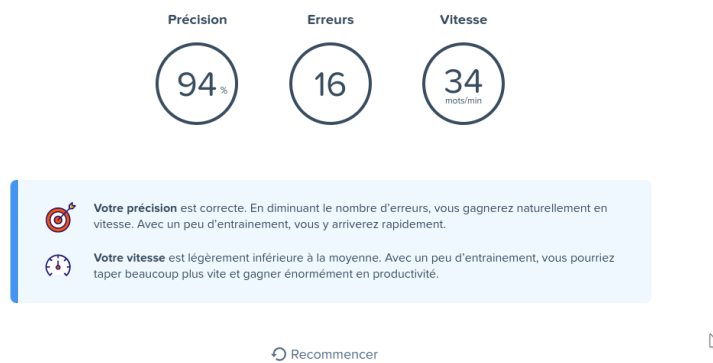 Précision Erreurs Vitesse
94 % 16 34
mots/min
Votre précision est correcte. En diminuant le nombre d'erreurs, vous gagnerez naturellement en
vitesse. Avec un peu d'entrainement, vous y arriverez rapidement.
Votre vitesse est légèrement inférieure à la moyenne. Avec un peu d'entrainement, vous pourriez
taper beaucoup plus vite et gagner énormément en productivité.
Recommencer